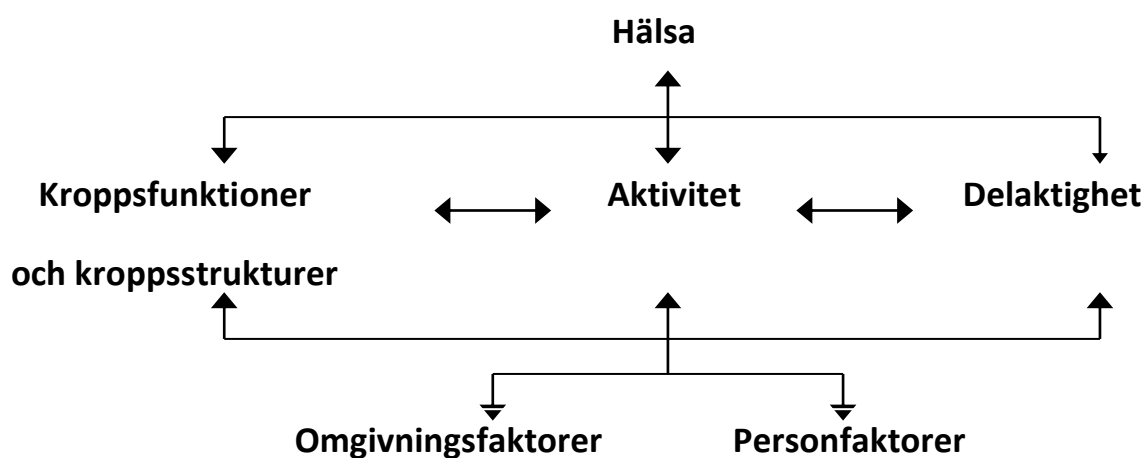 Hälsa
Kroppsfunktioner
Aktivitet
Delaktighet
och kroppsstrukturer
Omgivningsfaktorer
Personfaktorer